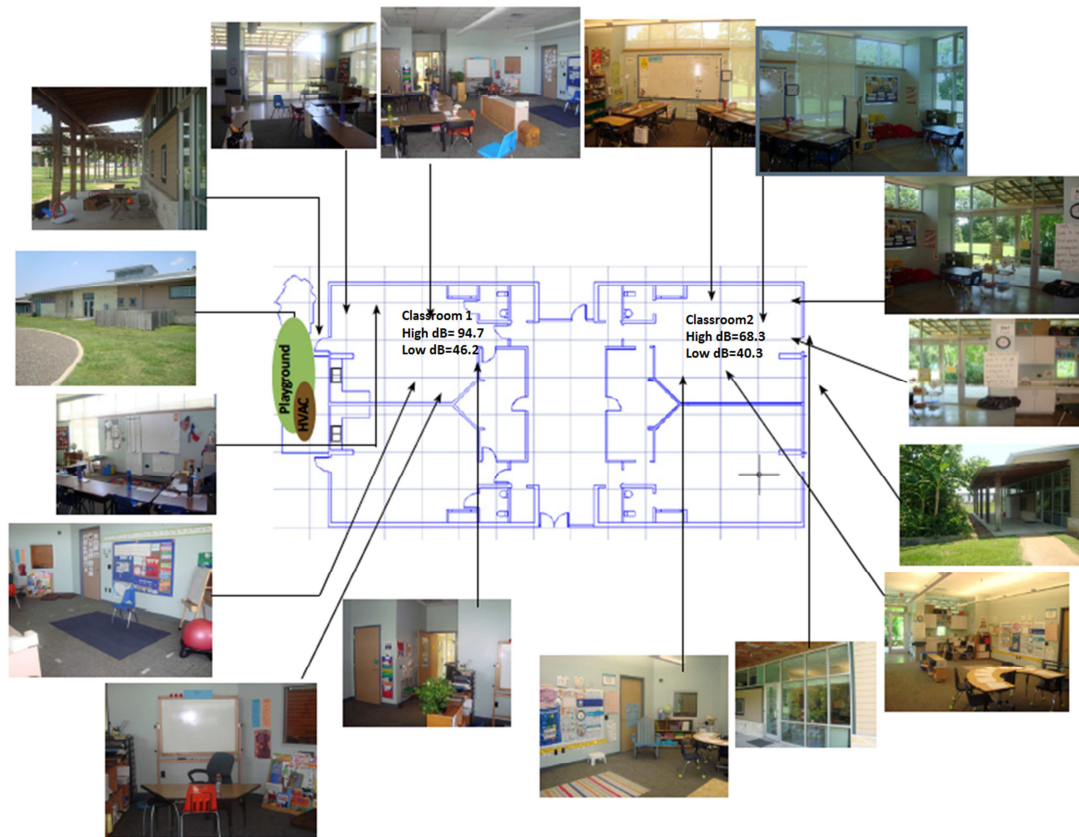 Classroom 1
High dB= 94.7
Low dB=46.2
Classroom2
High dB=68.3
Low dB=40.3
Playground
HVAC